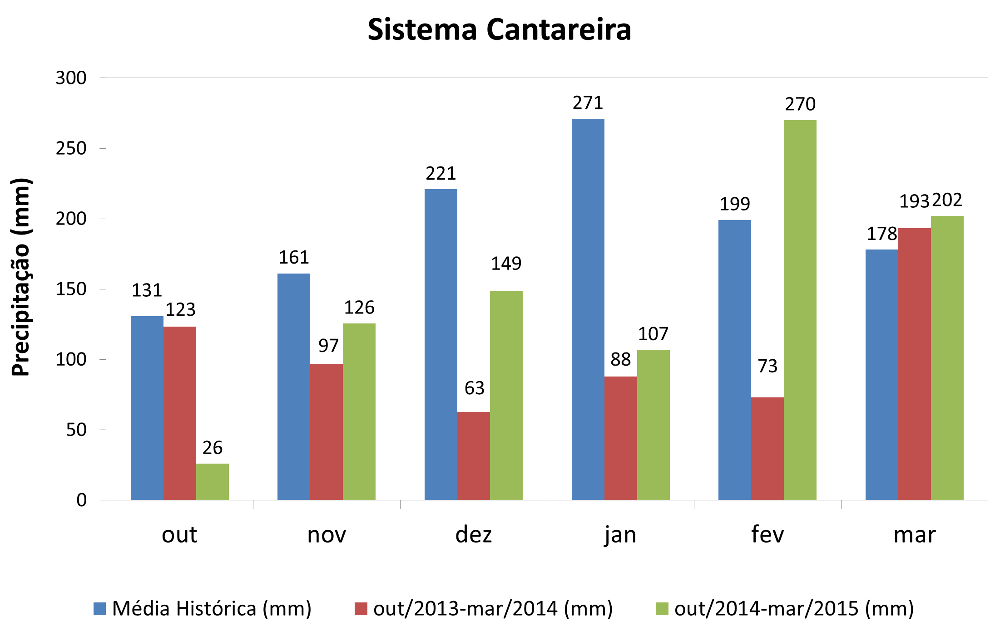 Sistema Cantareira
Precipitação (mm)
300
250
200
150
100
50
0
131
123
26
161
97
126
221
63
149
271
88
107
199
73
270
178
193
202
out
nov
dez
jan
fev
mar
Média Histórica (mm)
out/2013-mar/2014 (mm)
out/2014-mar/2015 (mm)